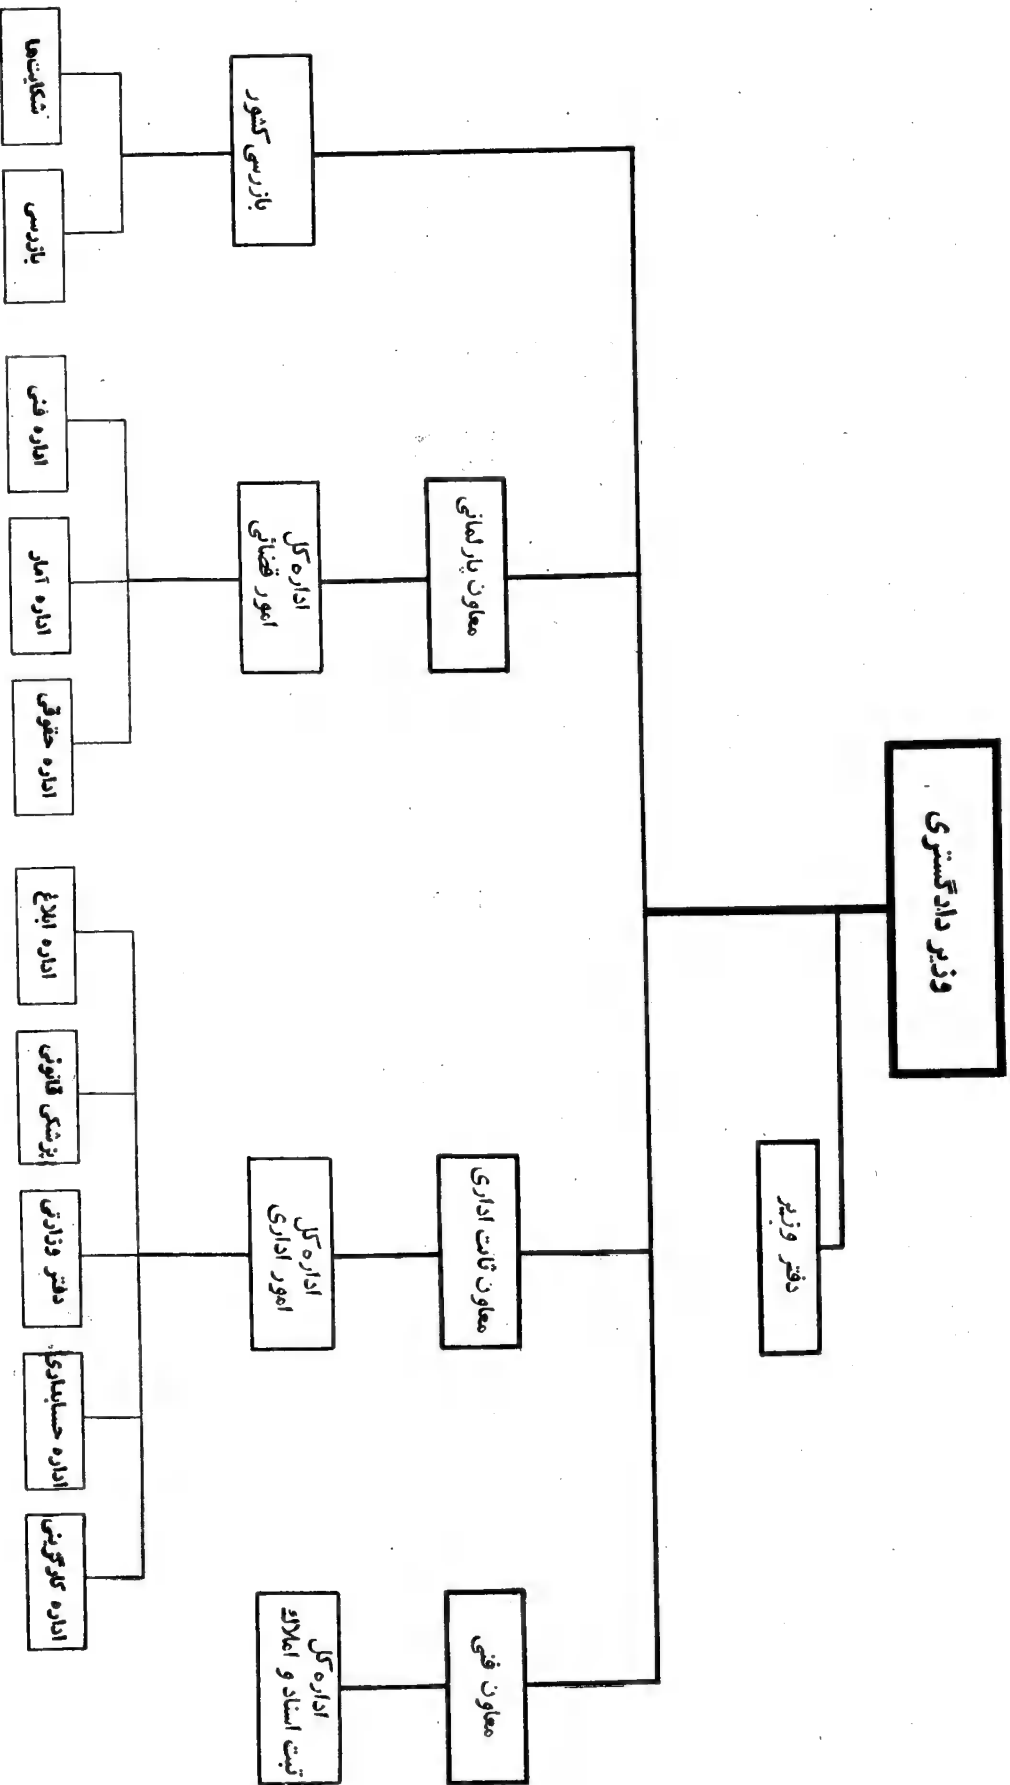 وزیر دادگستری
دفتر وزیر
معاون فنی
معاون ثابت اداری
معاون پارلمانی
بازرسی کشور
اداره کل
ثبت اسناد و املاک
اداره کل
امور اداری
اداره کل
امور قضائی
اداره کارگزینی
اداره حسابداری
دفتر وزارتی
پزشکی قانونی
اداره ابلاغ
اداره حقوقی
اداره آمار
اداره فنی
بازرسی
شکایت‌ها